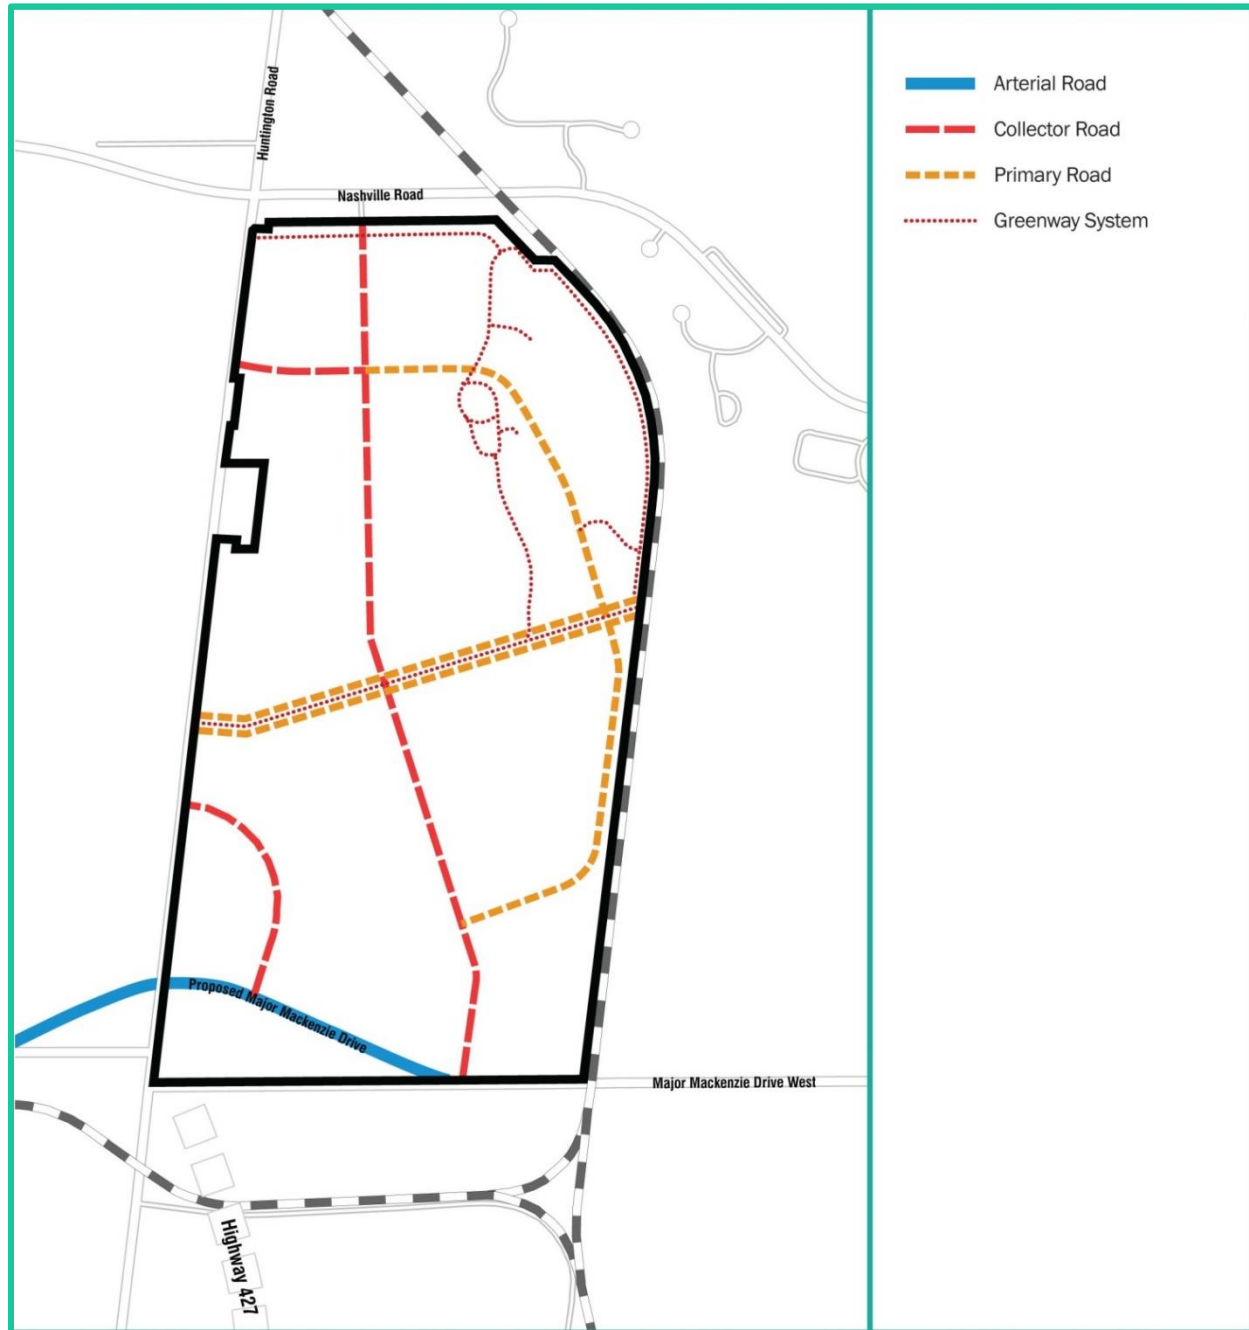 Huntington Road
Nashville Road
Proposed Major Mackenzie Drive
Major Mackenzie Drive West
Highway 427
Arterial Road
Collector Road
Primary Road
Greenway System